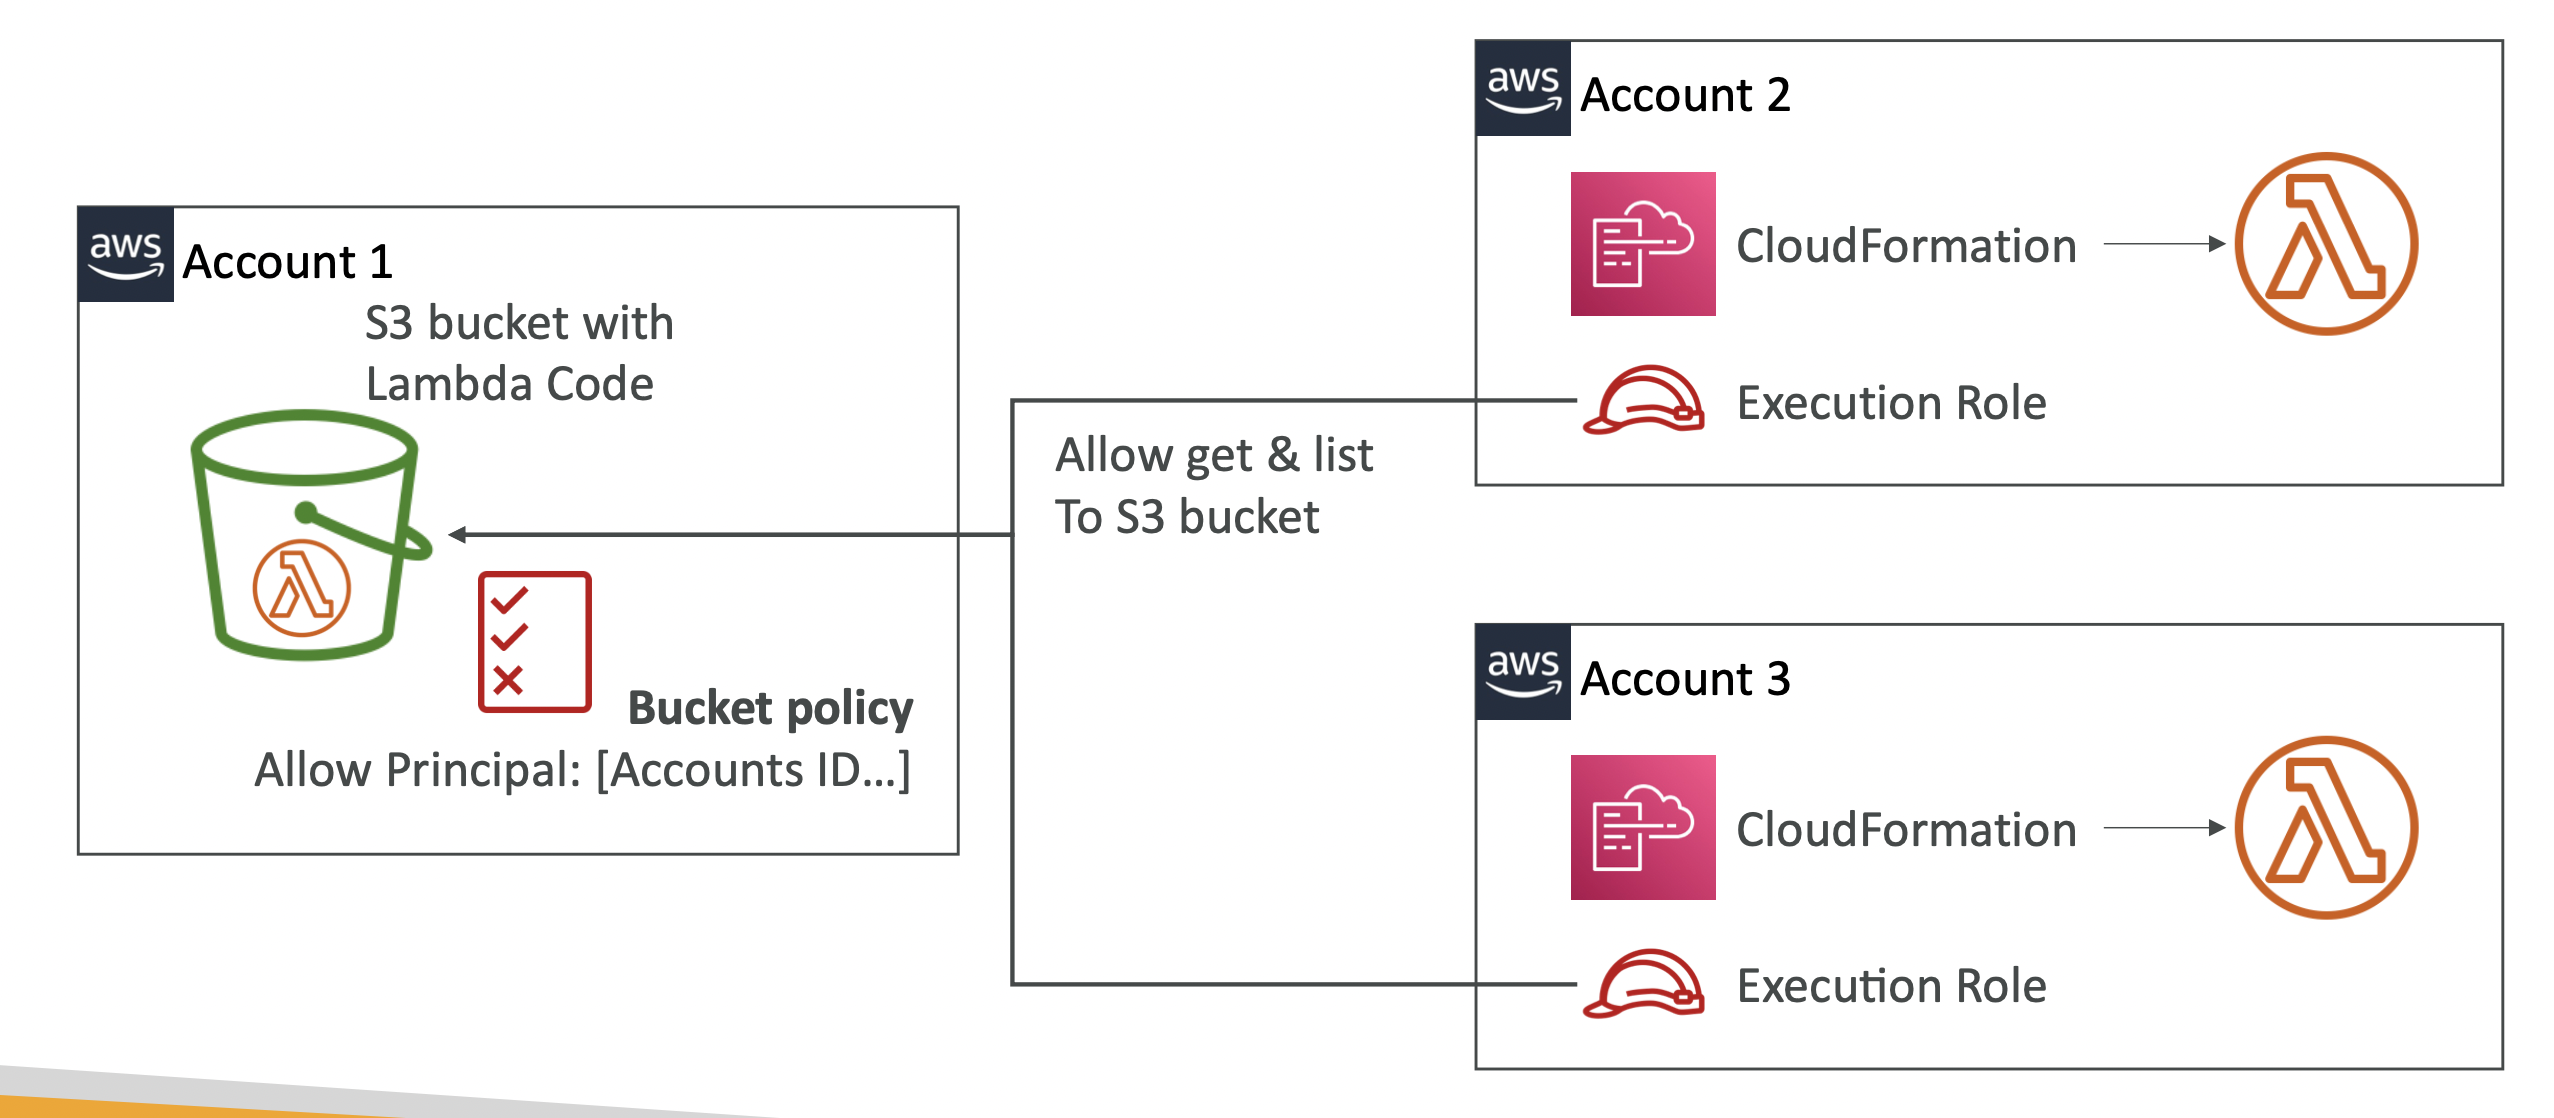 aws
Account 1
S3 bucket with
Lambda Code
Bucket policy
Allow Principal: [Accounts ID...]
Allow get & list
To S3 bucket
aws
Account 2
CloudFormation
Execution Role
aws
Account 3
CloudFormation
Execution Role